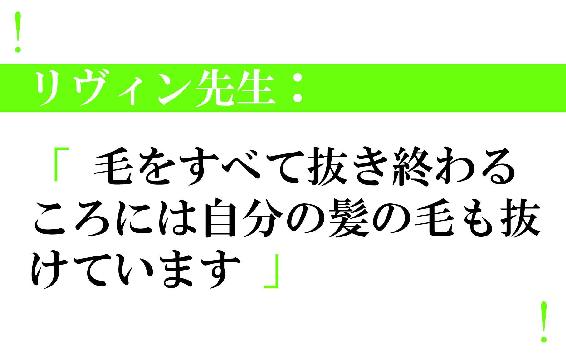 !
リヴィン先生：
「 毛をすべて抜き終わる
ころには自分の髪の毛も抜
けています 」
!